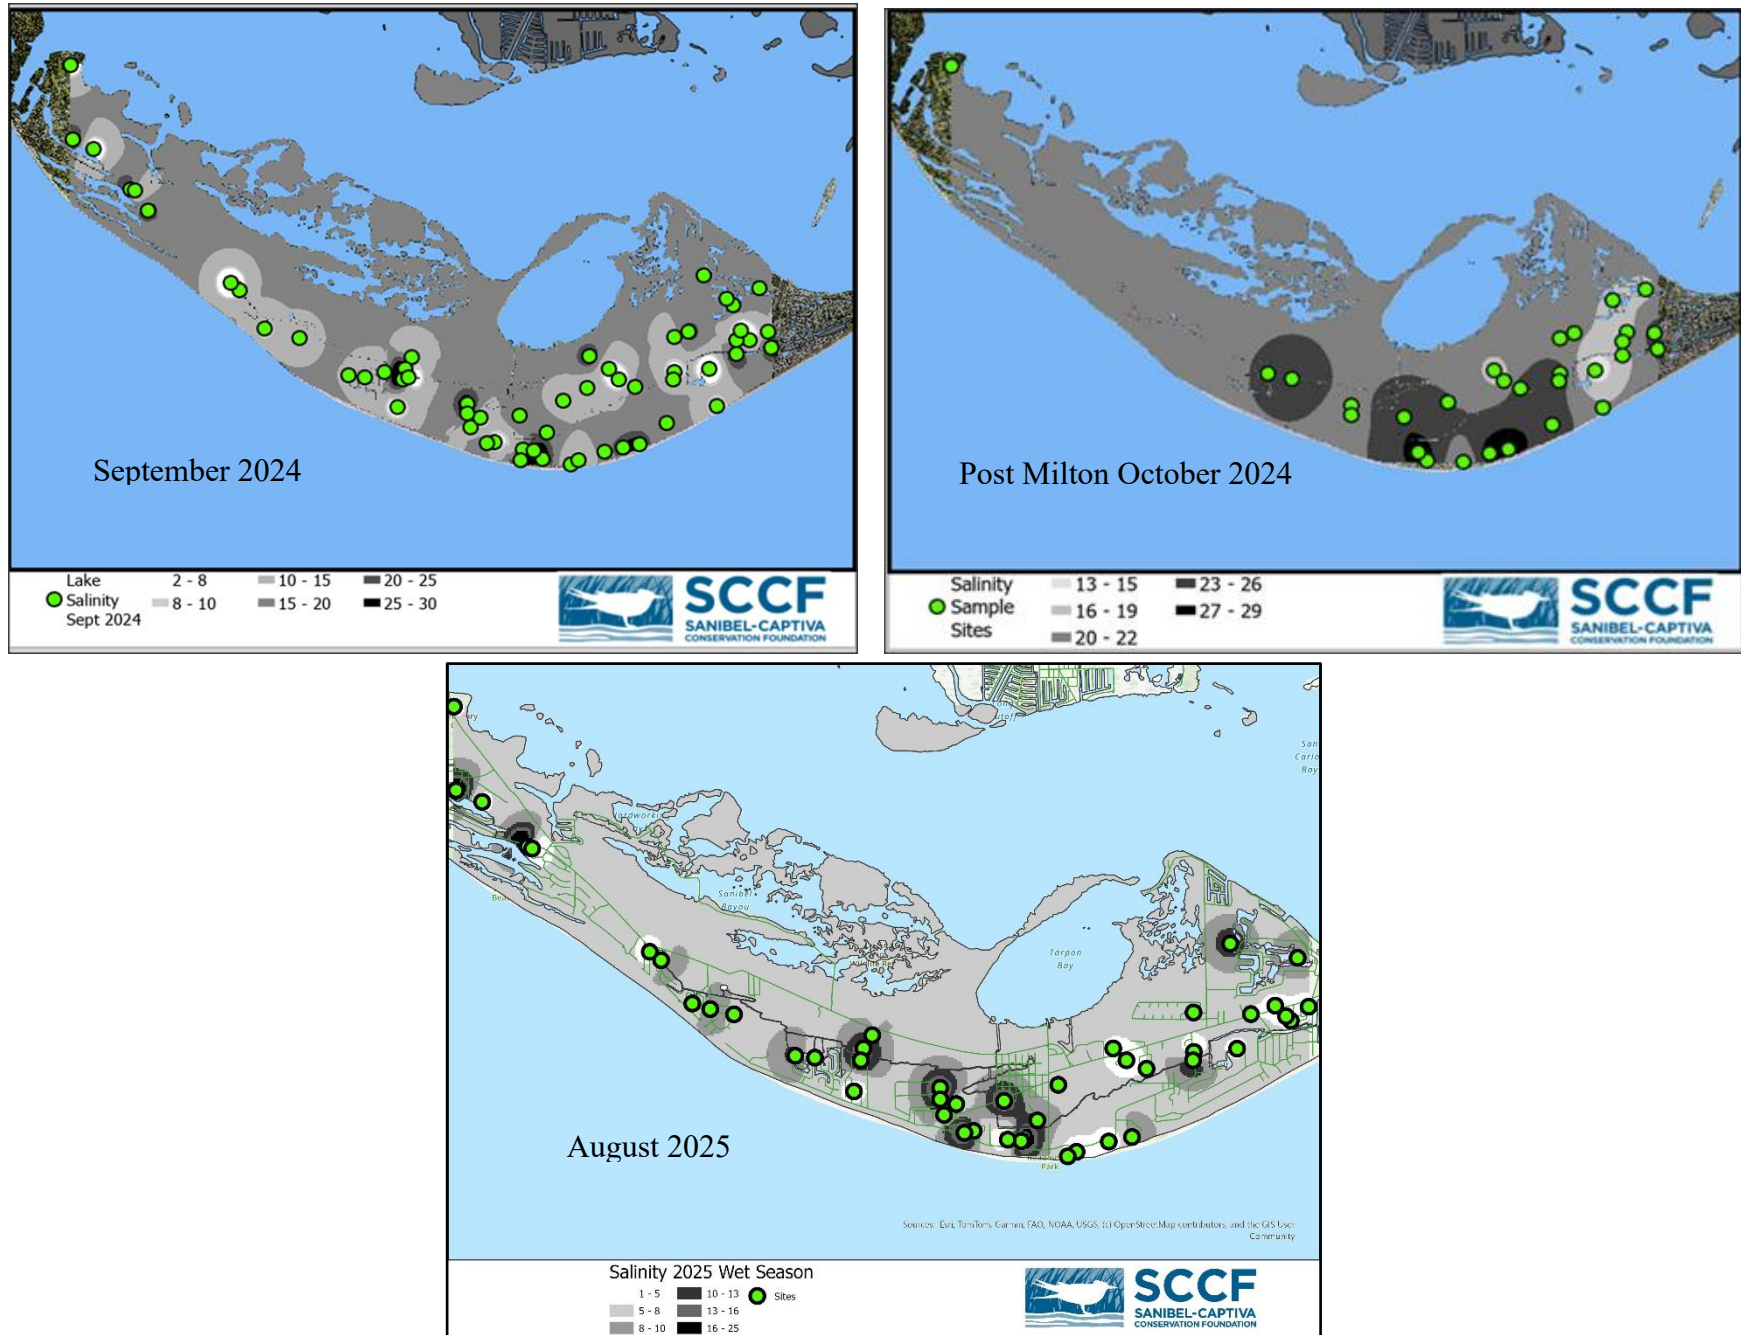 September 2024
Lake
Salinity
Sept 2024
2 - 8
8 - 10
10 - 15
15 - 20
20 - 25
25 - 30
SCCF
SANIBEL-CAPTIVA
CONSERVATION FOUNDATION
Post Milton October 2024
Salinity
Sample
Sites
13 - 15
16 - 19
20 - 22
23 - 26
27 - 29
SCCF
SANIBEL-CAPTIVA
CONSERVATION FOUNDATION
San
Carlo
Bay
Sanibel
Bayou
Tarpon
Bay
August 2025
Park
Sources: Esri, TomTom, Garmin, FAO, NOAA, USGS, (c) OpenStreetMap contributors, and the GIS User
Community
Salinity 2025 Wet Season
1 - 5
5 - 8
8 - 10
10 - 13
13 - 16
16 - 25
Sites
SCCF
SANIBEL-CAPTIVA
CONSERVATION FOUNDATION